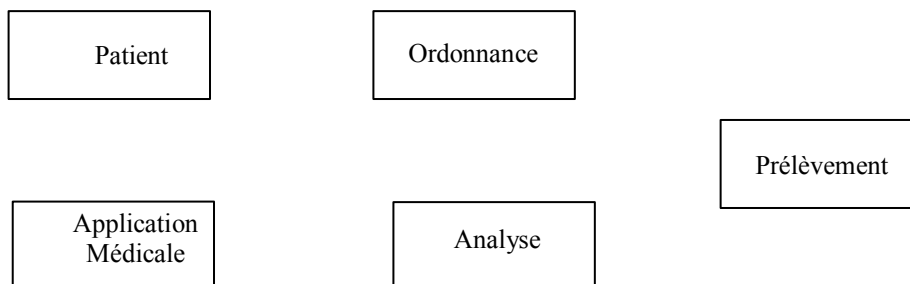 Patient
Ordonnance
Prélèvement
Application
Médicale
Analyse